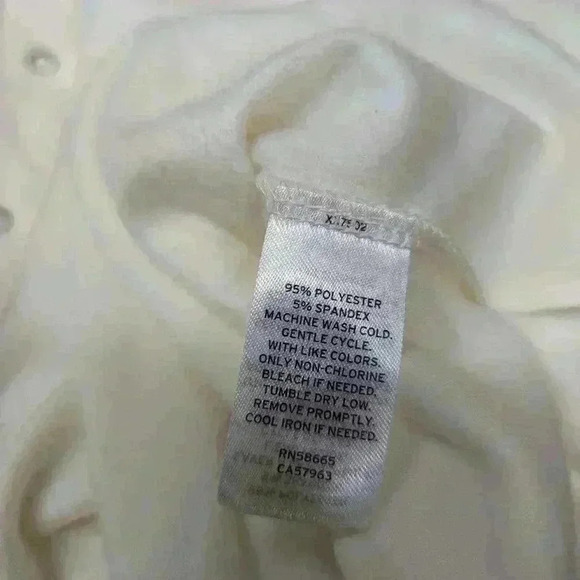 95% POLYESTER
5% SPANDEX
MACHINE WASH COLD.
GENTLE CYCLE.
WITH LIKE COLORS.
ONLY NON-CHLORINE
BLEACH IF NEEDED.
TUMBLE DRY LOW.
REMOVE PROMPTLY.
COOL IRON IF NEEDED.
RN58665
CA57963